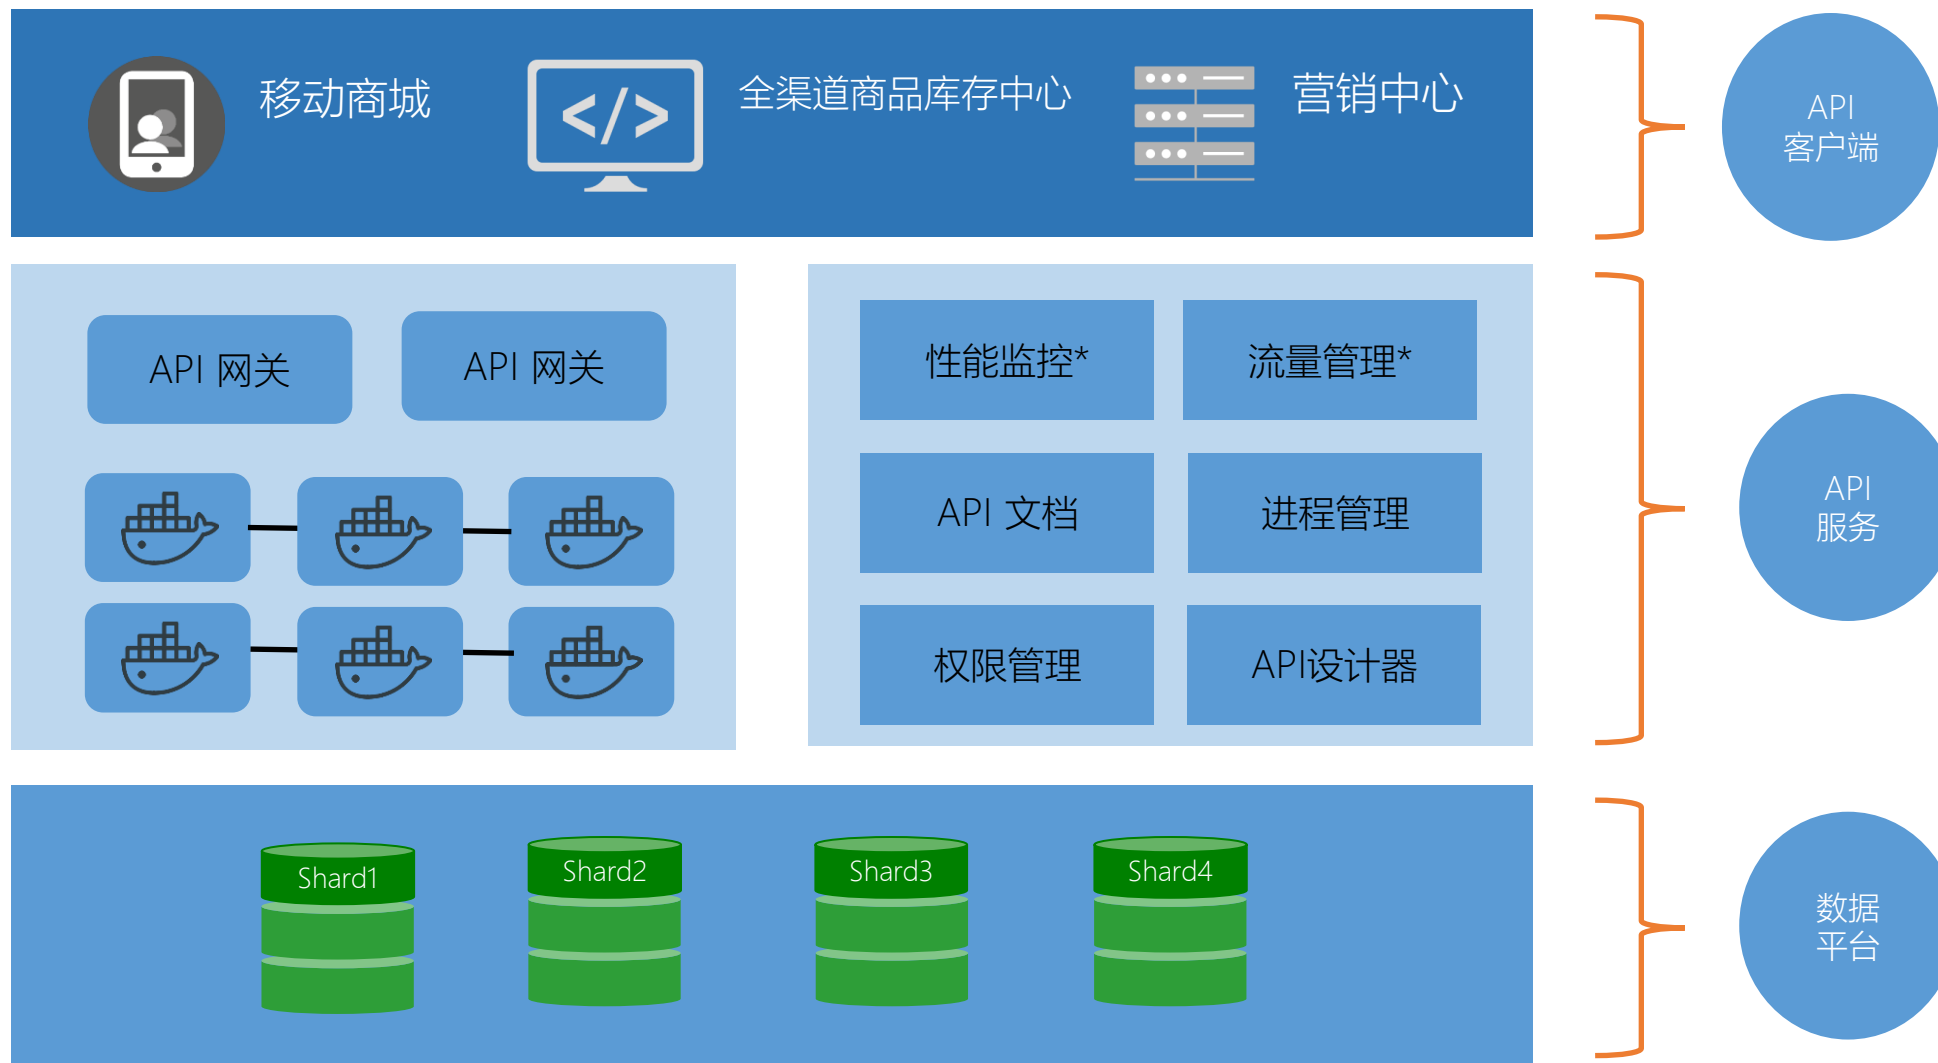 移动商城
全渠道商品库存中心
营销中心
API
客户端
API 网关
API 网关
性能监控*
流量管理*
API 文档
进程管理
权限管理
API设计器
API
服务
Shard1
Shard2
Shard3
Shard4
数据
平台